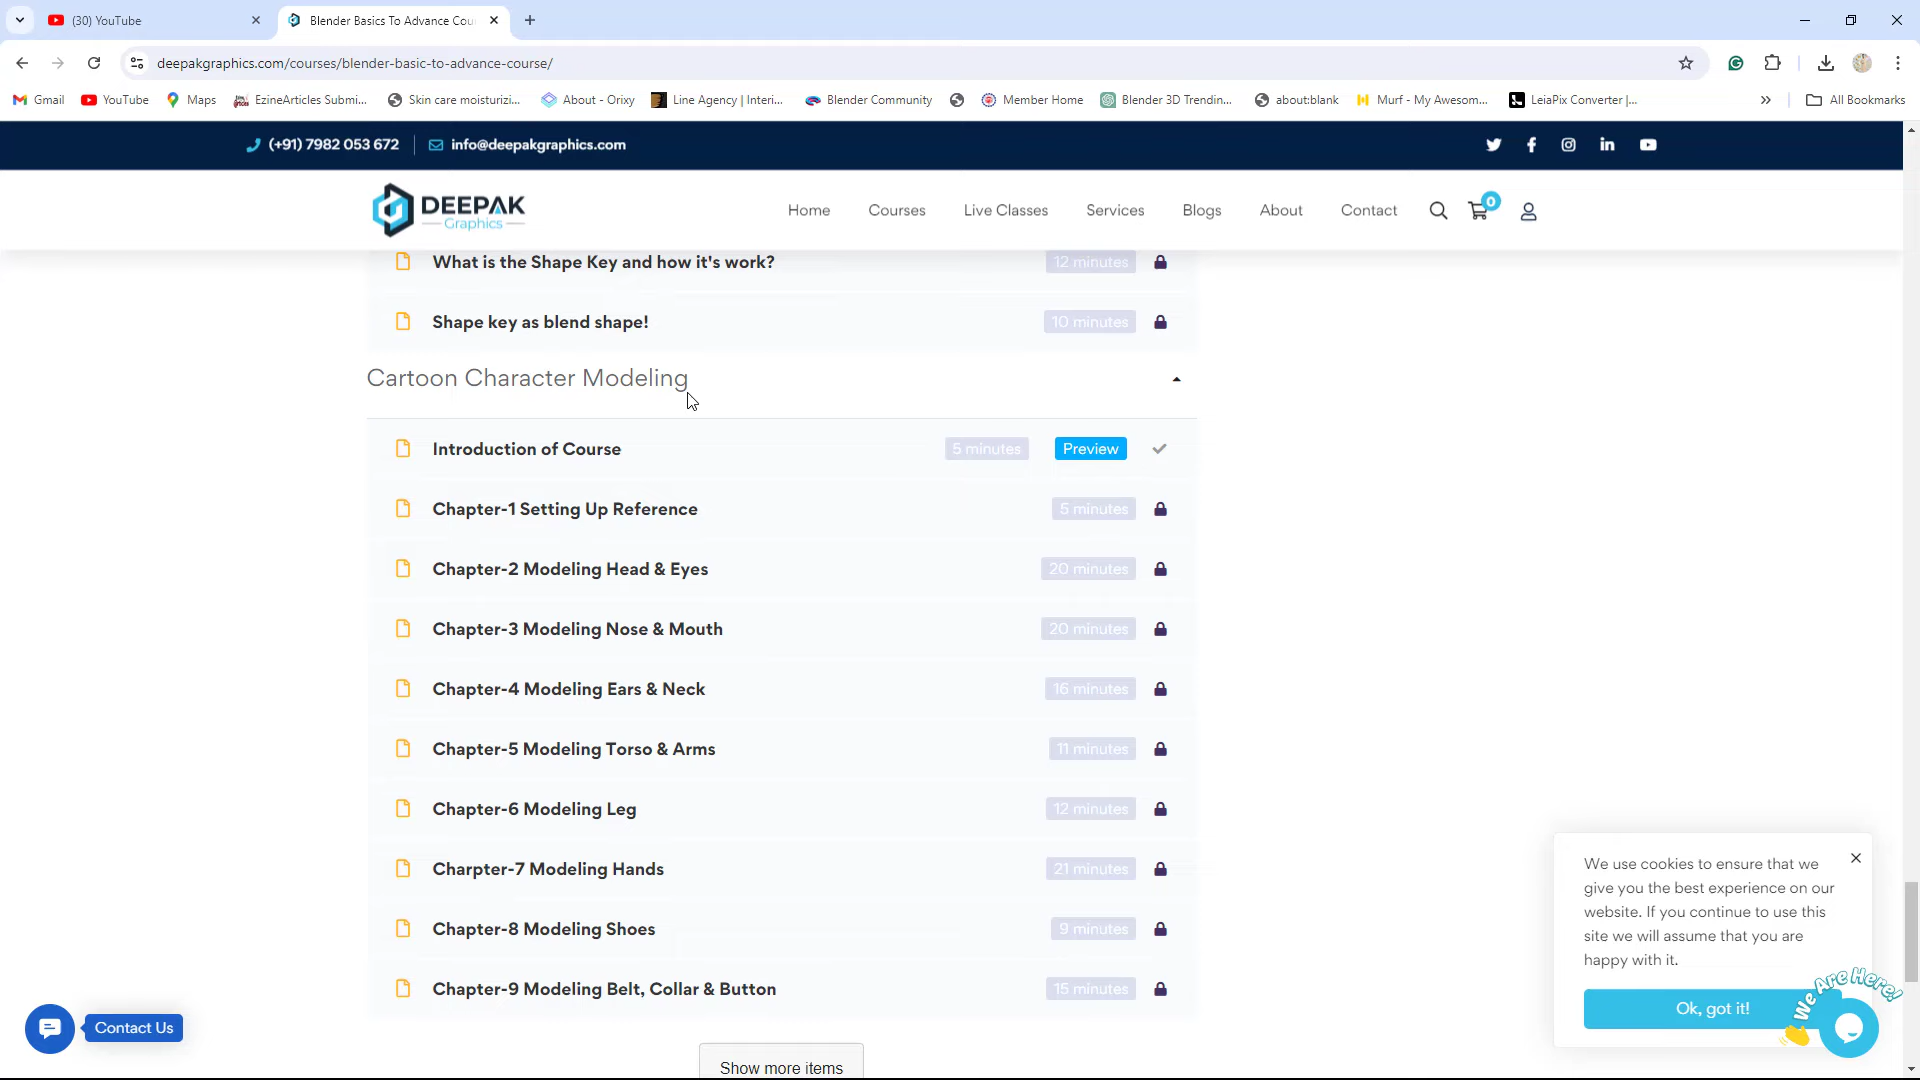 (30) YouTube
Blender Basics To Advance Cou
deepakgraphics.com/courses/blender-basic-to-advance-course/
Gmail YouTube Maps EzineArticles Submi... Skin care moisturizi... About - Orixy Line Agency | Interi... Blender Community Member Home Blender 3D Trendin... about:blank Murf - My Awesom... LeiaPix Converter |... All Bookmarks
(+91) 7982 053 672 info@deepakgraphics.com
DEEPAK
Graphics
Home Courses Live Classes Services Blogs About Contact 0
What is the Shape Key and how it's work? 12 minutes
Shape key as blend shape! 10 minutes
Cartoon Character Modeling
Introduction of Course 5 minutes Preview
Chapter-1 Setting Up Reference 5 minutes
Chapter-2 Modeling Head & Eyes 20 minutes
Chapter-3 Modeling Nose & Mouth 20 minutes
Chapter-4 Modeling Ears & Neck 16 minutes
Chapter-5 Modeling Torso & Arms 11 minutes
Chapter-6 Modeling Leg 12 minutes
Charpter-7 Modeling Hands 21 minutes
Chapter-8 Modeling Shoes 9 minutes
Chapter-9 Modeling Belt, Collar & Button 15 minutes
Show more items
Contact Us
We use cookies to ensure that we
give you the best experience on our
website. If you continue to use this
site we will assume that you are
happy with it.
Ok, got it!
We Are Here!